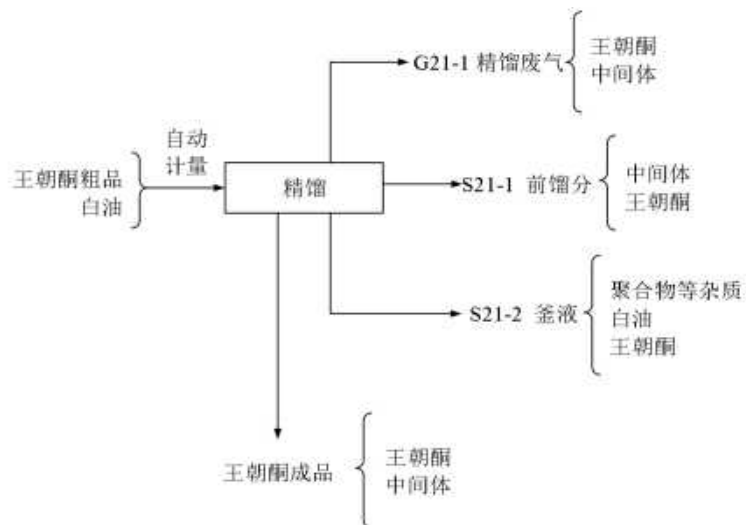 G21-1 精馏废气
王朝酮
中间体
自动
计量
王朝酮粗品
白油
精馏
S21-1 前馏分
中间体
王朝酮
S21-2 釜液
聚合物等杂质
白油
王朝酮
王朝酮成品
王朝酮
中间体